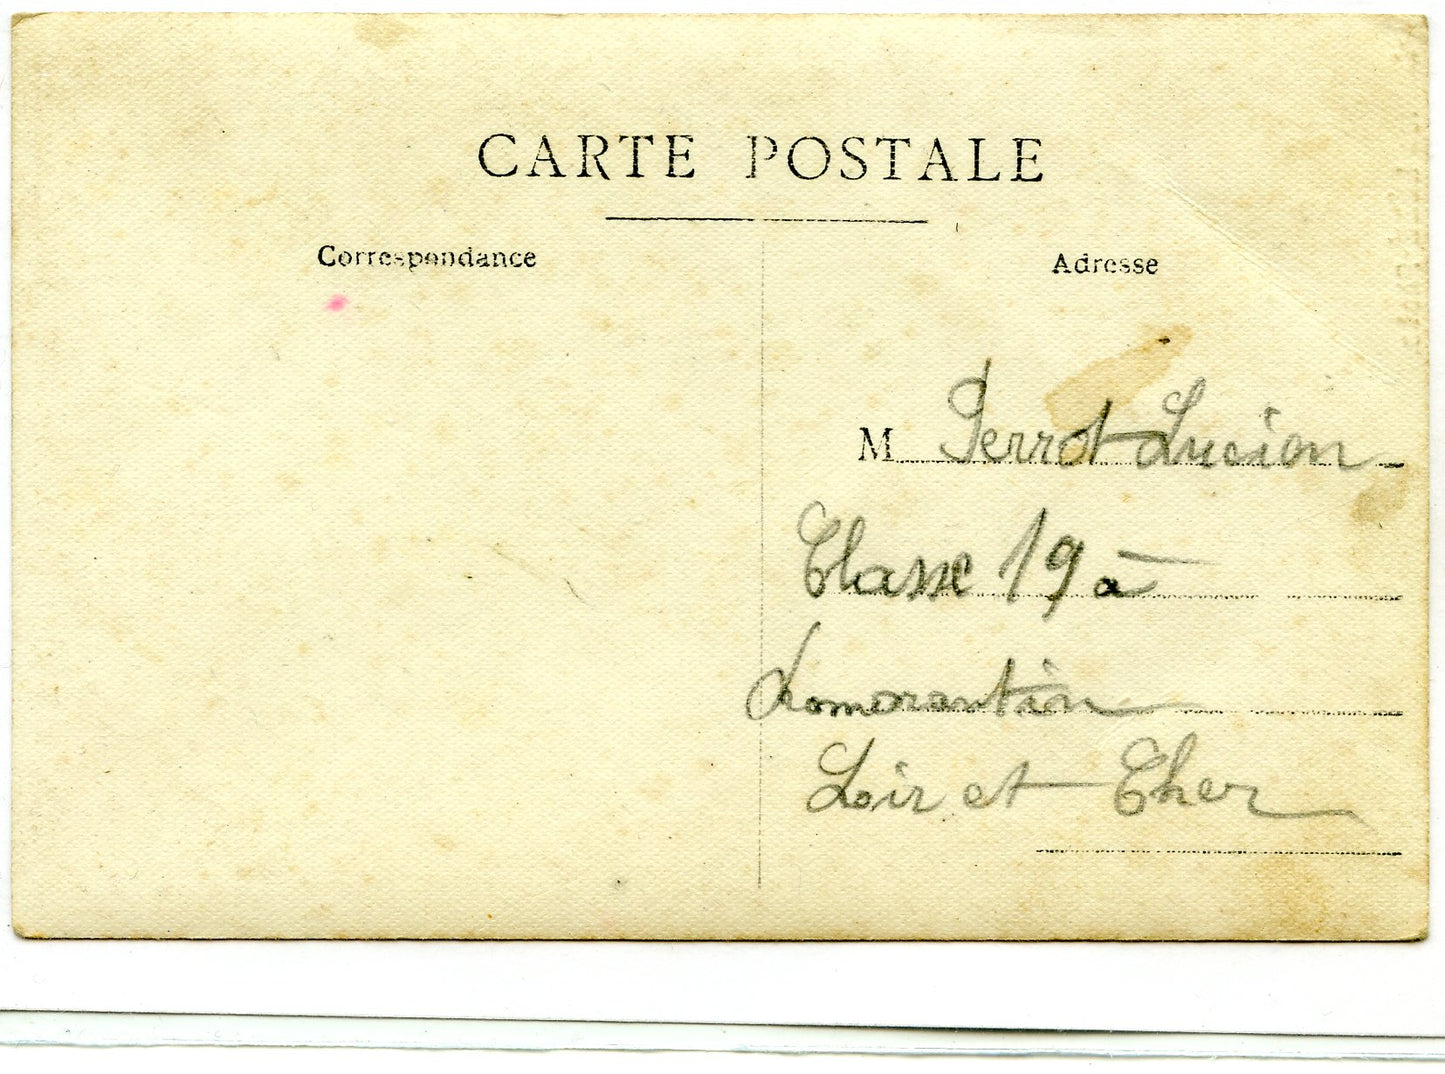 CARTE POSTALE
Correspondance
Adresse
M Perrot Lucien
Classe 19 à
Romorantin
Loir et Cher